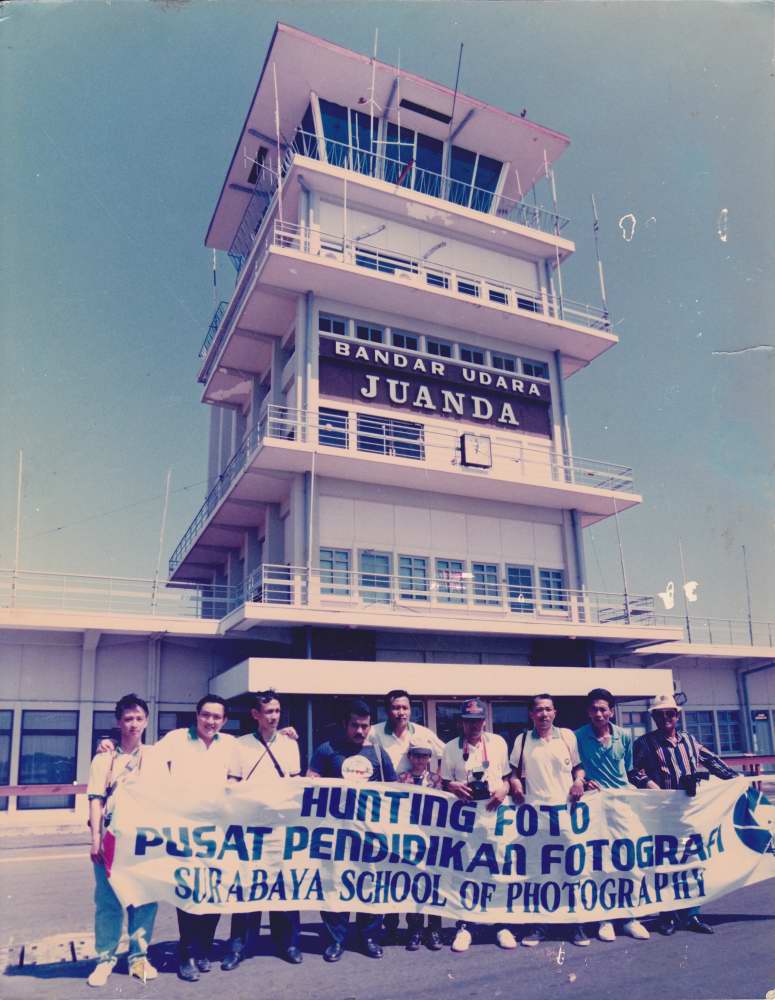 BANDAR UDARA
JUANDA
HUNTING FOTO
PUSAT PENDIDIKAN FOTOGRAFI
SURABAYA SCHOOL OF PHOTOGRAPHY